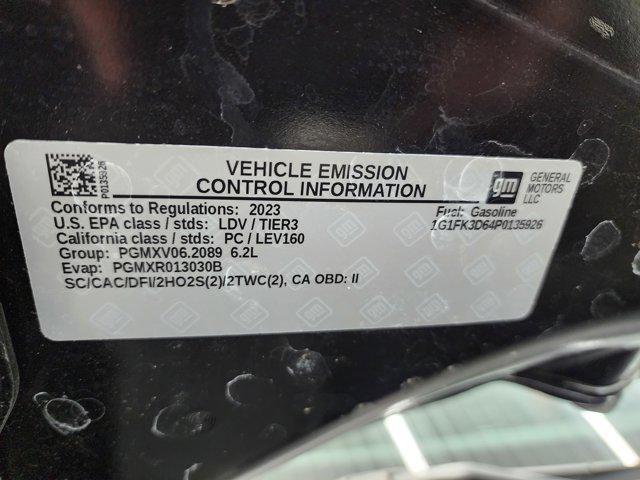 P0135926
VEHICLE EMISSION
CONTROL INFORMATION
gm
GENERAL
MOTORS
LLC
Conforms to Regulations: 2023
Fuel: Gasoline
U.S. EPA class / stds: LDV / TIER3
1G1FK3D64P0135926
California class / stds: PC / LEV160
Group: PGMXV06.2089 6.2L
Evap: PGMXR013030B
SC/CAC/DFI/2HO2S(2)/2TWC(2), CA OBD: II